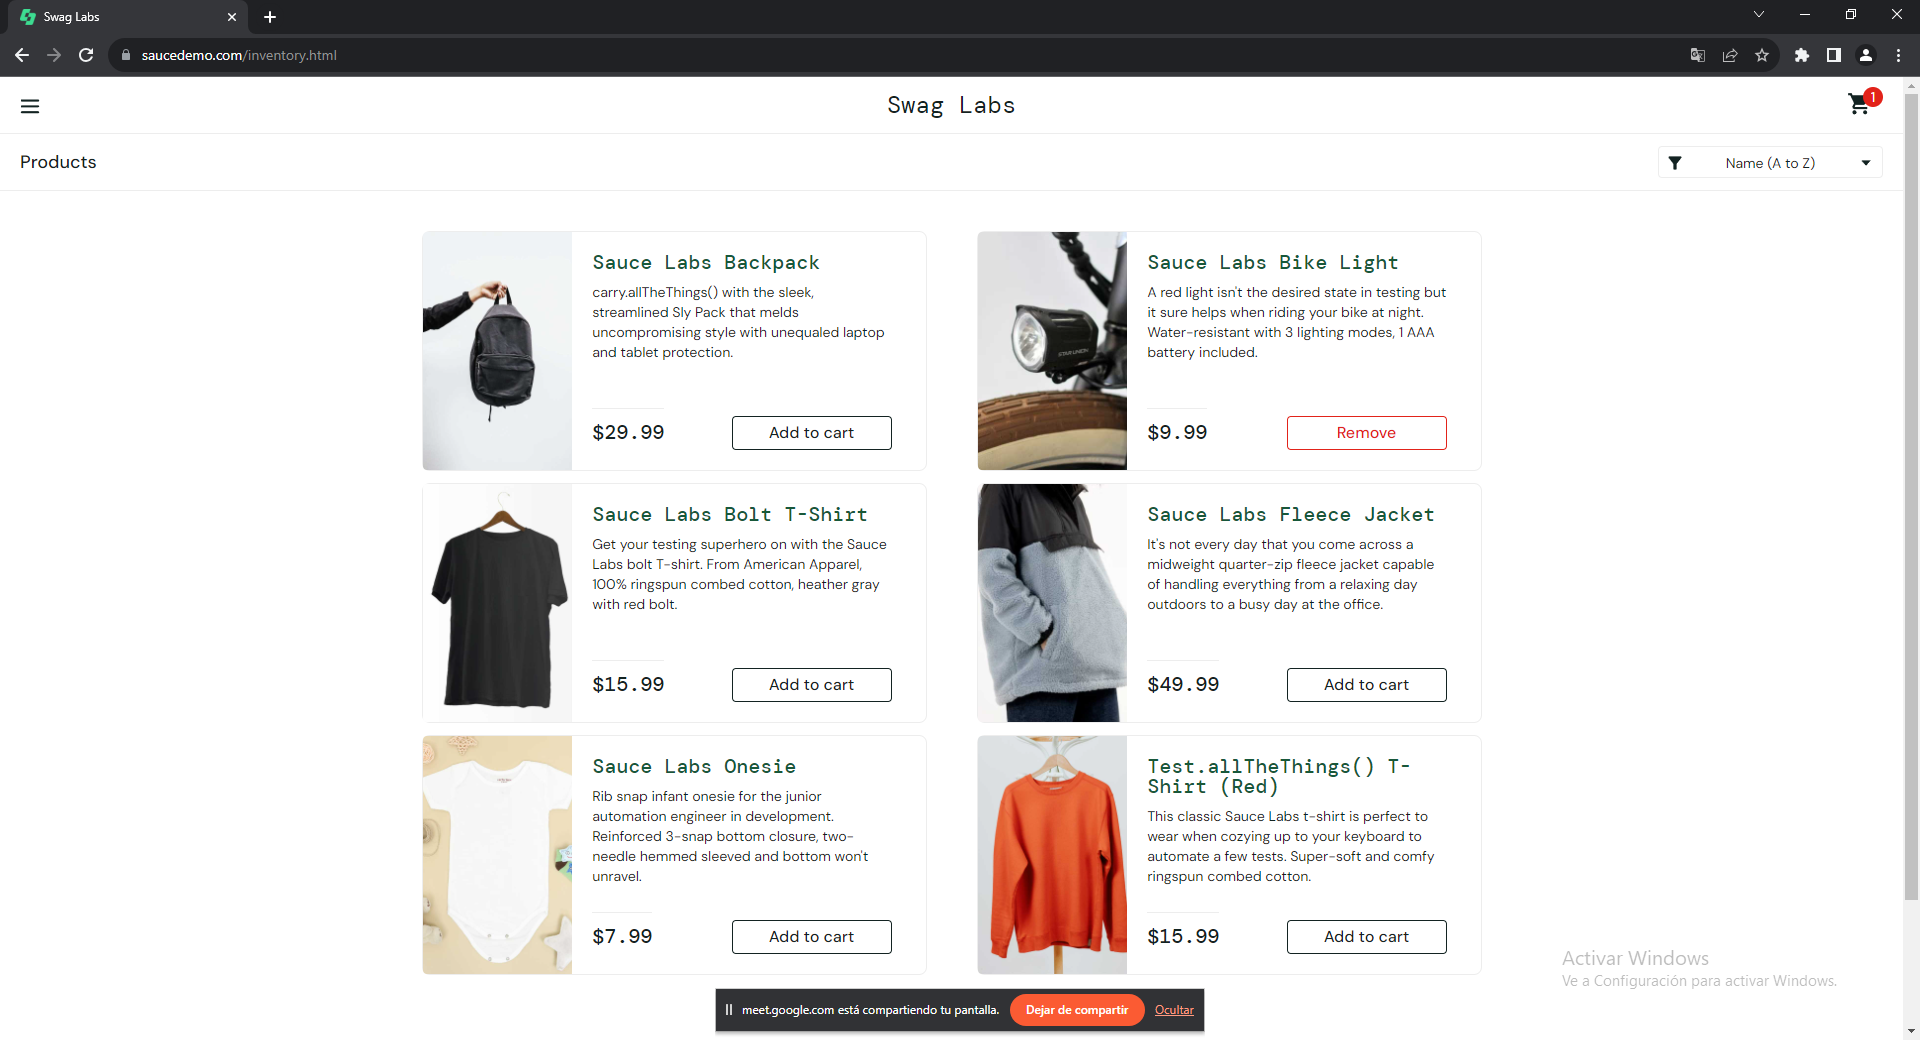 Swag Labs
saucedemo.com/inventory.html
Swag Labs
1
Products
Name (A to Z)
Sauce Labs Backpack
carry.allTheThings() with the sleek,
streamlined Sly Pack that melds
uncompromising style with unequaled laptop
and tablet protection.
$29.99
Add to cart
Sauce Labs Bike Light
A red light isn't the desired state in testing but
it sure helps when riding your bike at night.
Water-resistant with 3 lighting modes, 1 AAA
battery included.
$9.99
Remove
Sauce Labs Bolt T-Shirt
Get your testing superhero on with the Sauce
Labs bolt T-shirt. From American Apparel,
100% ringspun combed cotton, heather gray
with red bolt.
$15.99
Add to cart
Sauce Labs Fleece Jacket
It's not every day that you come across a
midweight quarter-zip fleece jacket capable
of handling everything from a relaxing day
outdoors to a busy day at the office.
$49.99
Add to cart
Sauce Labs Onesie
Rib snap infant onesie for the junior
automation engineer in development.
Reinforced 3-snap bottom closure, two-
needle hemmed sleeved and bottom won't
unravel.
$7.99
Add to cart
Test.allTheThings() T-
Shirt (Red)
This classic Sauce Labs t-shirt is perfect to
wear when cozying up to your keyboard to
automate a few tests. Super-soft and comfy
ringspun combed cotton.
$15.99
Add to cart
Activar Windows
Ve a Configuración para activar Windows.
meet.google.com está compartiendo tu pantalla.
Dejar de compartir
Ocultar